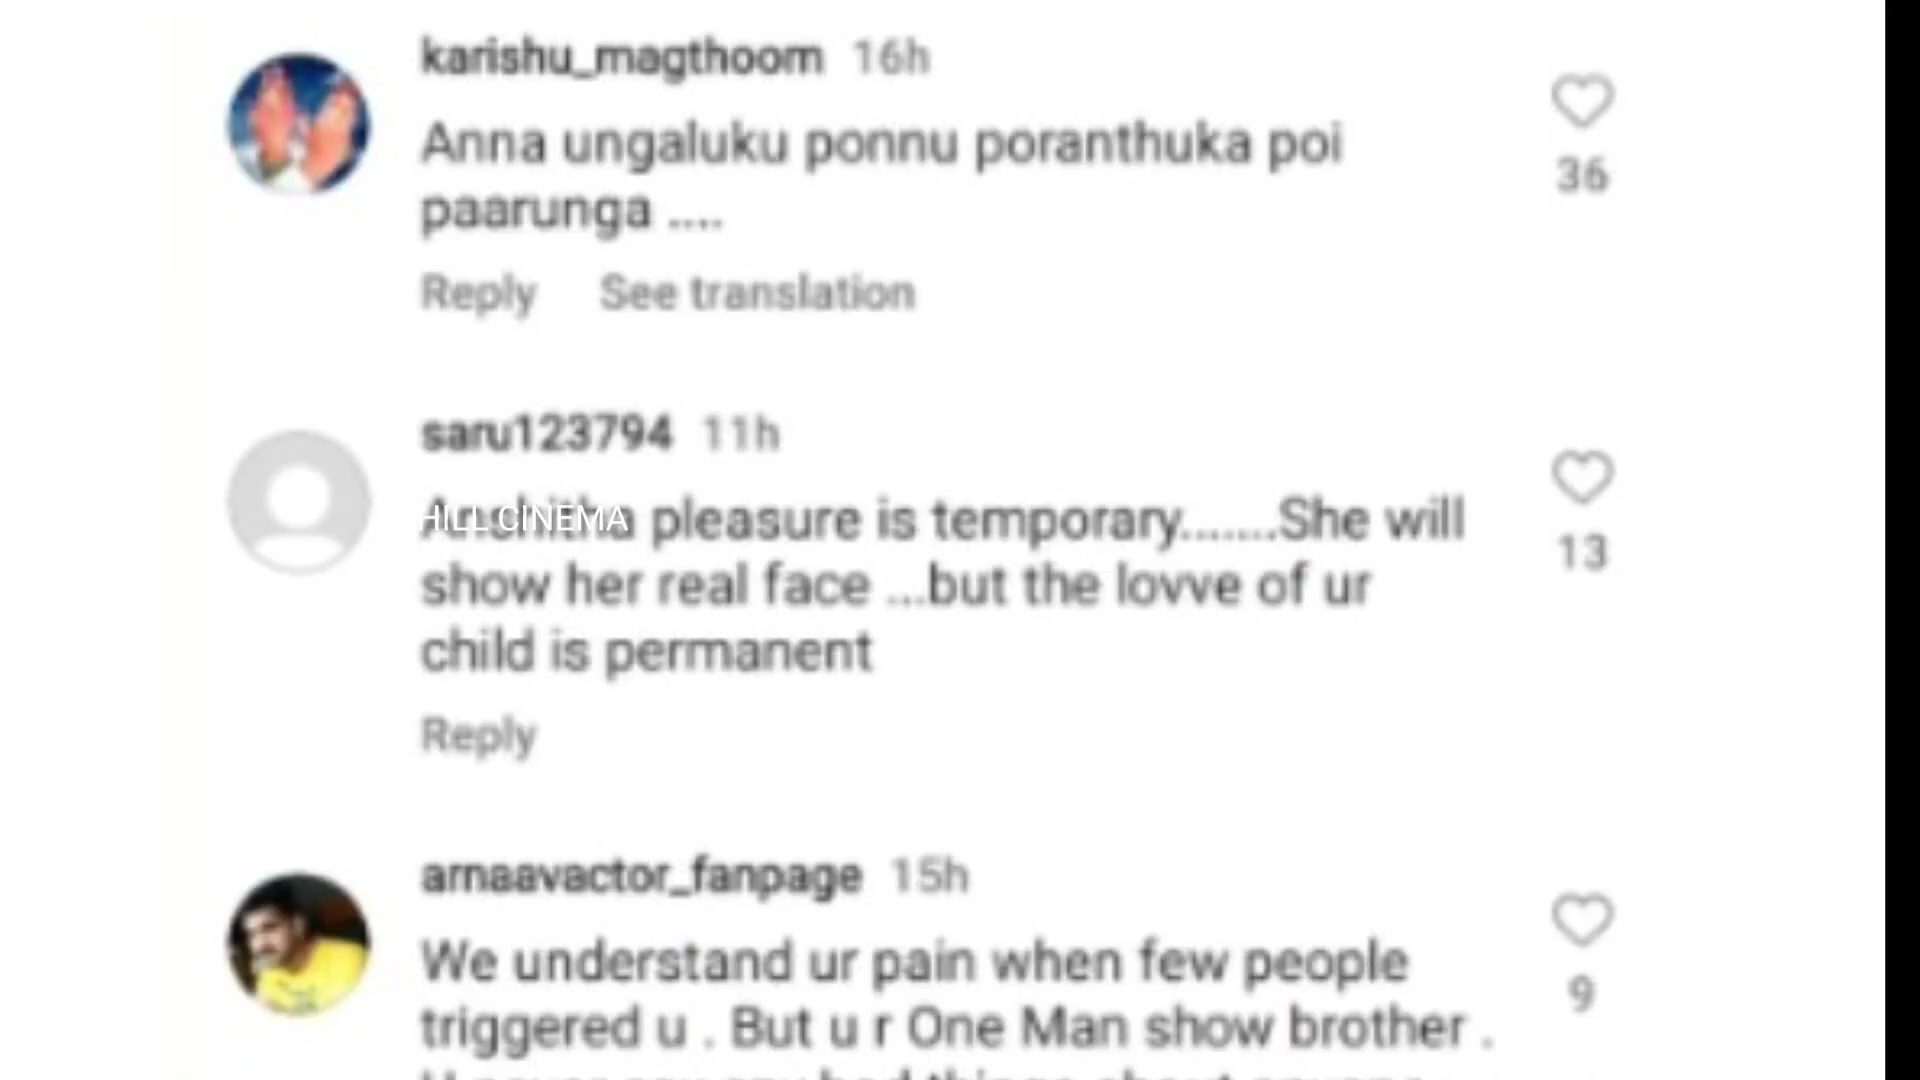 karishu_magthoom 16h
Anna ungaluku ponnu poranthuka poi
paarunga ....
36
Reply See translation
saru123794 11h
Anshitha pleasure is temporary.......She will
HILL CINEMA
show her real face ...but the lovve of ur
child is permanent
13
Reply
arnaavactor_fanpage 15h
We understand ur pain when few people
triggered u . But u r One Man show brother .
9